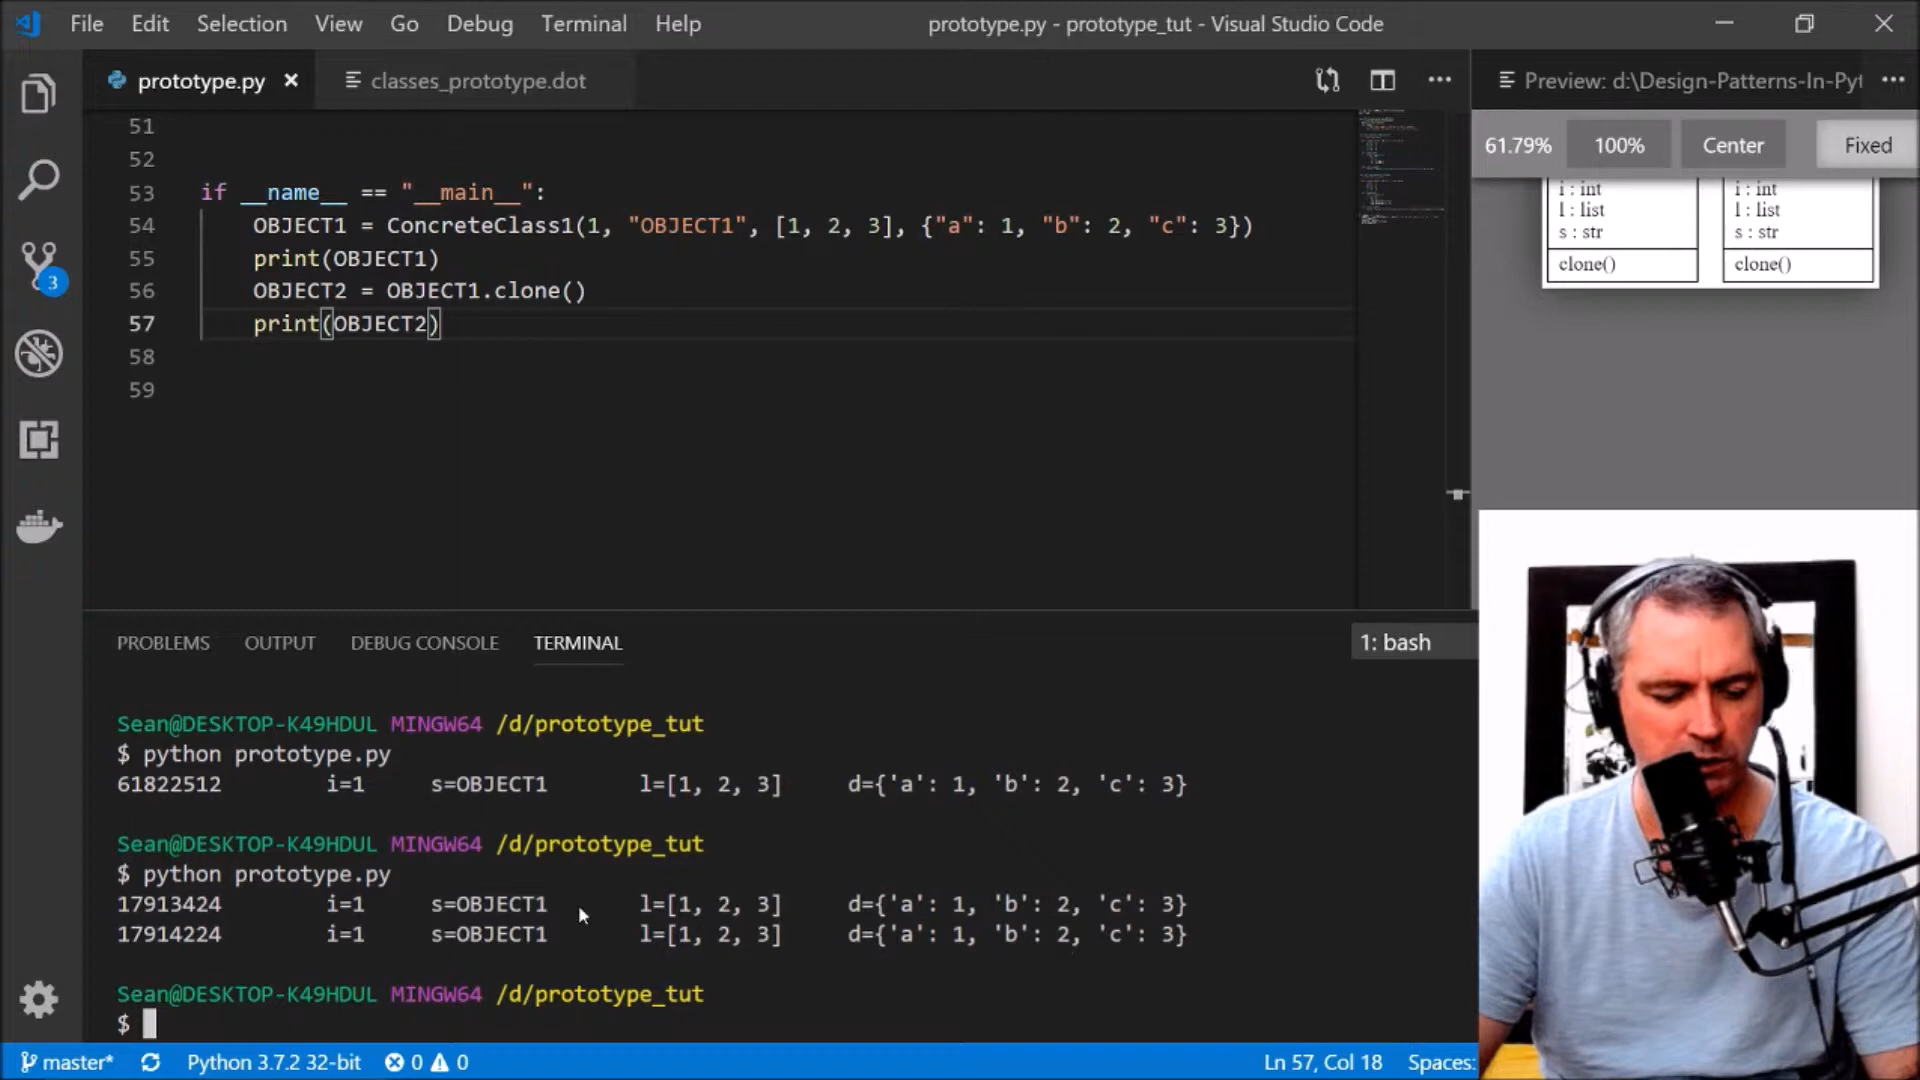 File Edit Selection View Go Debug Terminal Help prototype.py - prototype_tut - Visual Studio Code
prototype.py classes_prototype.dot
Preview: d:\Design-Patterns-In-Pyt
61.79% 100% Center Fixed
51
52
53 if __name__ == "__main__":
54 OBJECT1 = ConcreteClass1(1, "OBJECT1", [1, 2, 3], {"a": 1, "b": 2, "c": 3})
55 print(OBJECT1)
56 OBJECT2 = OBJECT1.clone()
57 print(OBJECT2)
58
59
i : int
l : list
s : str
clone()
i : int
l : list
s : str
clone()
3
PROBLEMS OUTPUT DEBUG CONSOLE TERMINAL 1: bash
Sean@DESKTOP-K49HDUL MINGW64 /d/prototype_tut
$ python prototype.py
61822512 i=1 s=OBJECT1 l=[1, 2, 3] d={'a': 1, 'b': 2, 'c': 3}
Sean@DESKTOP-K49HDUL MINGW64 /d/prototype_tut
$ python prototype.py
17913424 i=1 s=OBJECT1 l=[1, 2, 3] d={'a': 1, 'b': 2, 'c': 3}
17914224 i=1 s=OBJECT1 l=[1, 2, 3] d={'a': 1, 'b': 2, 'c': 3}
Sean@DESKTOP-K49HDUL MINGW64 /d/prototype_tut
$
master* Python 3.7.2 32-bit 0 0 Ln 57, Col 18 Spaces: